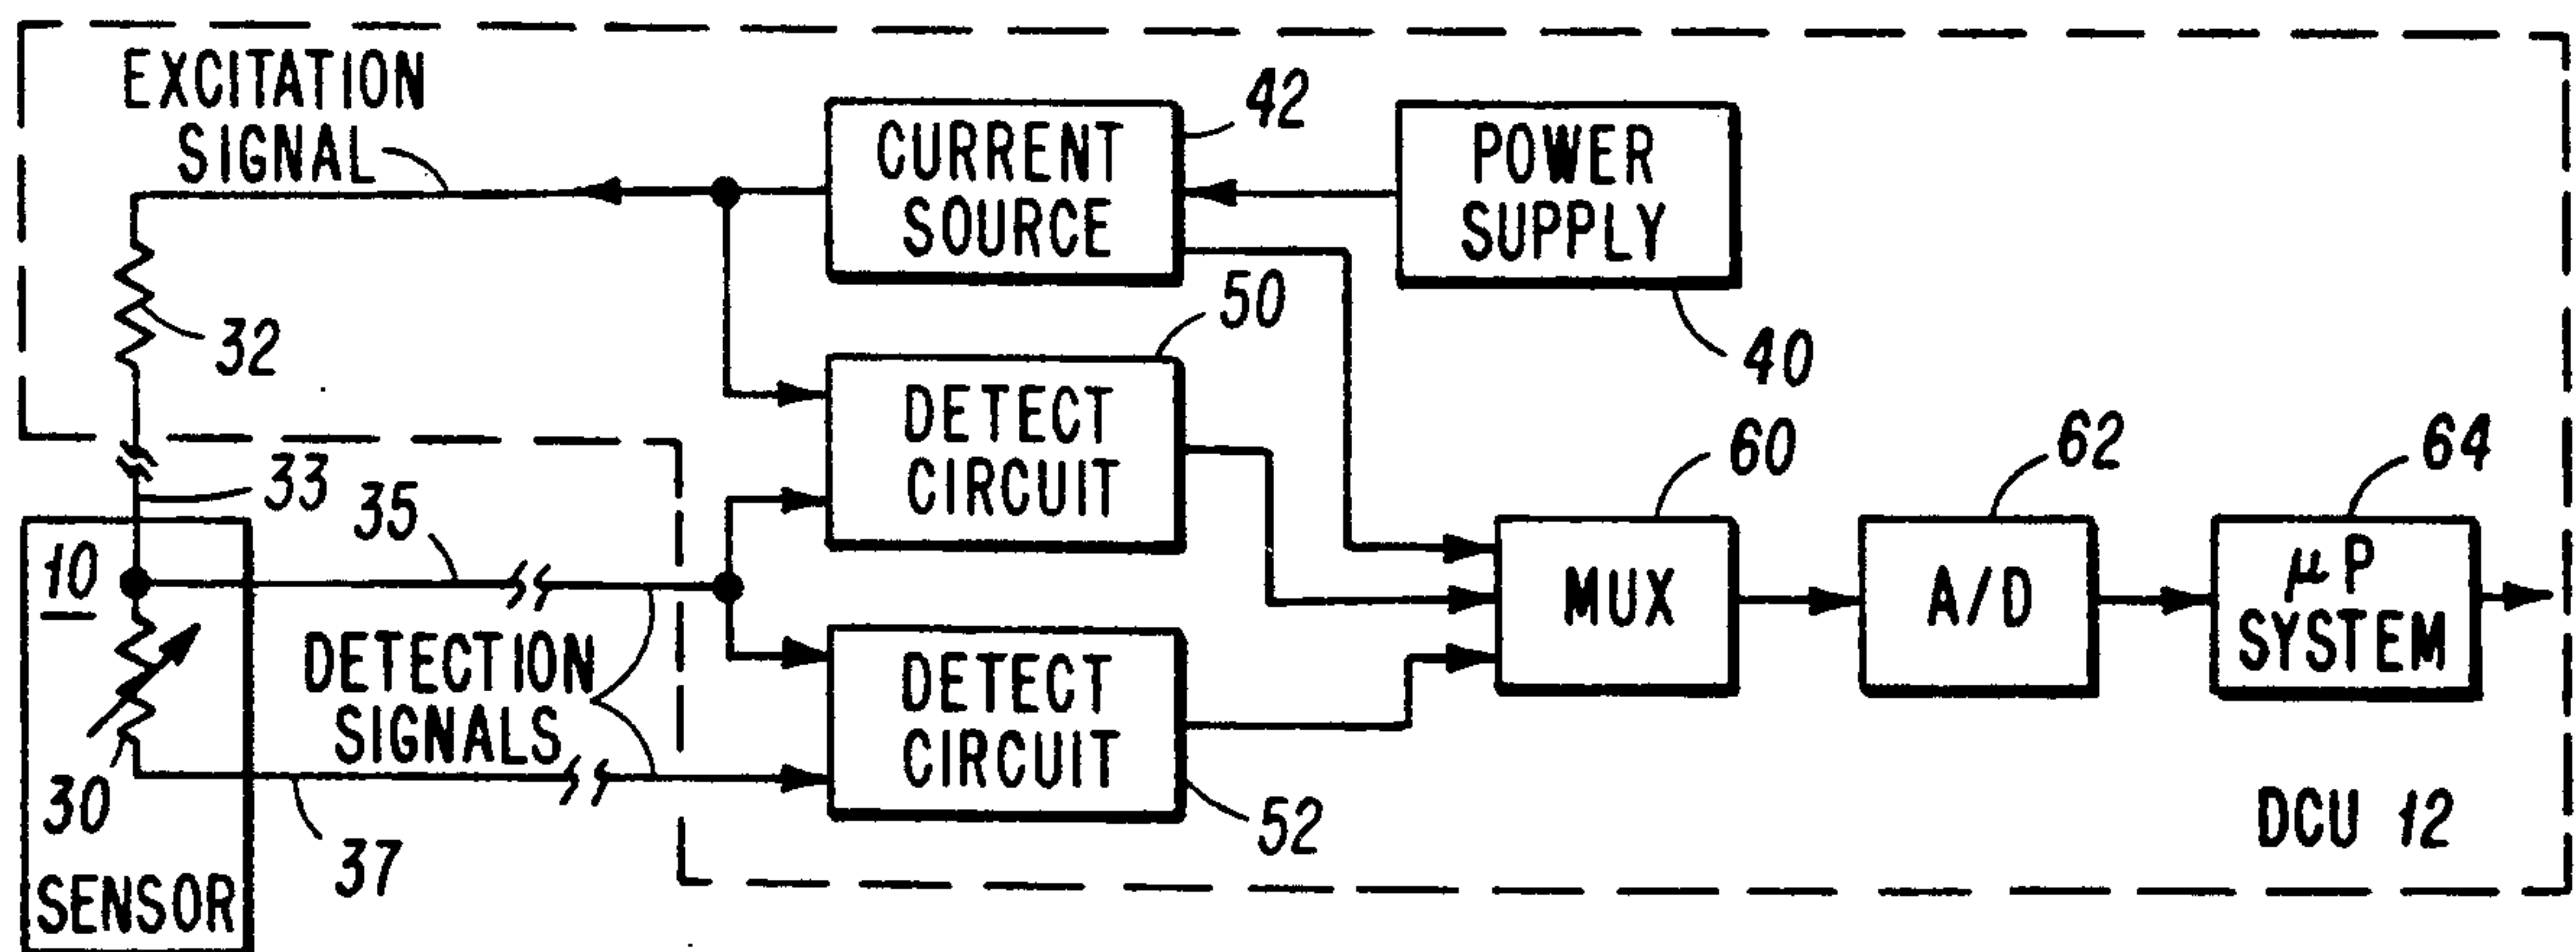 EXCITATION
SIGNAL
CURRENT
SOURCE
42
POWER
SUPPLY
40
32
50
DETECT
CIRCUIT
33
35
10
60
62
64
MUX
A/D
µP
SYSTEM
DETECTION
SIGNALS
DETECT
CIRCUIT
52
30
37
SENSOR
DCU 12